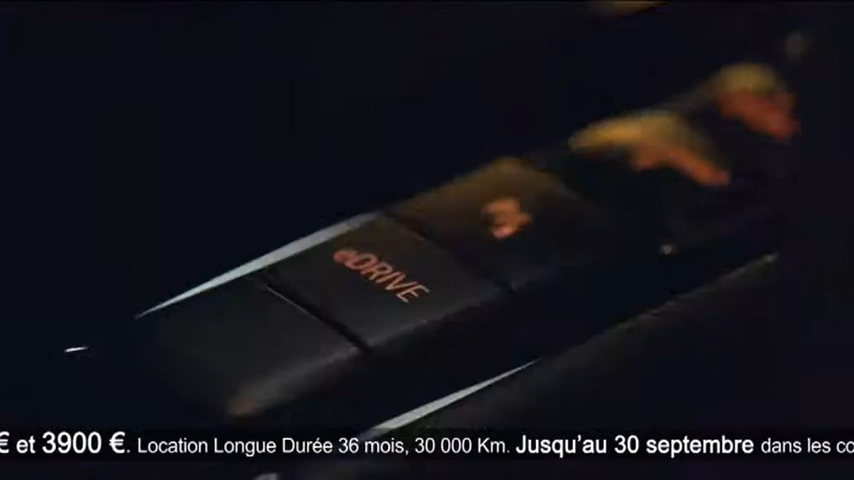 eDRIVE
€ et 3900 €. Location Longue Durée 36 mois, 30 000 Km. Jusqu'au 30 septembre dans les co